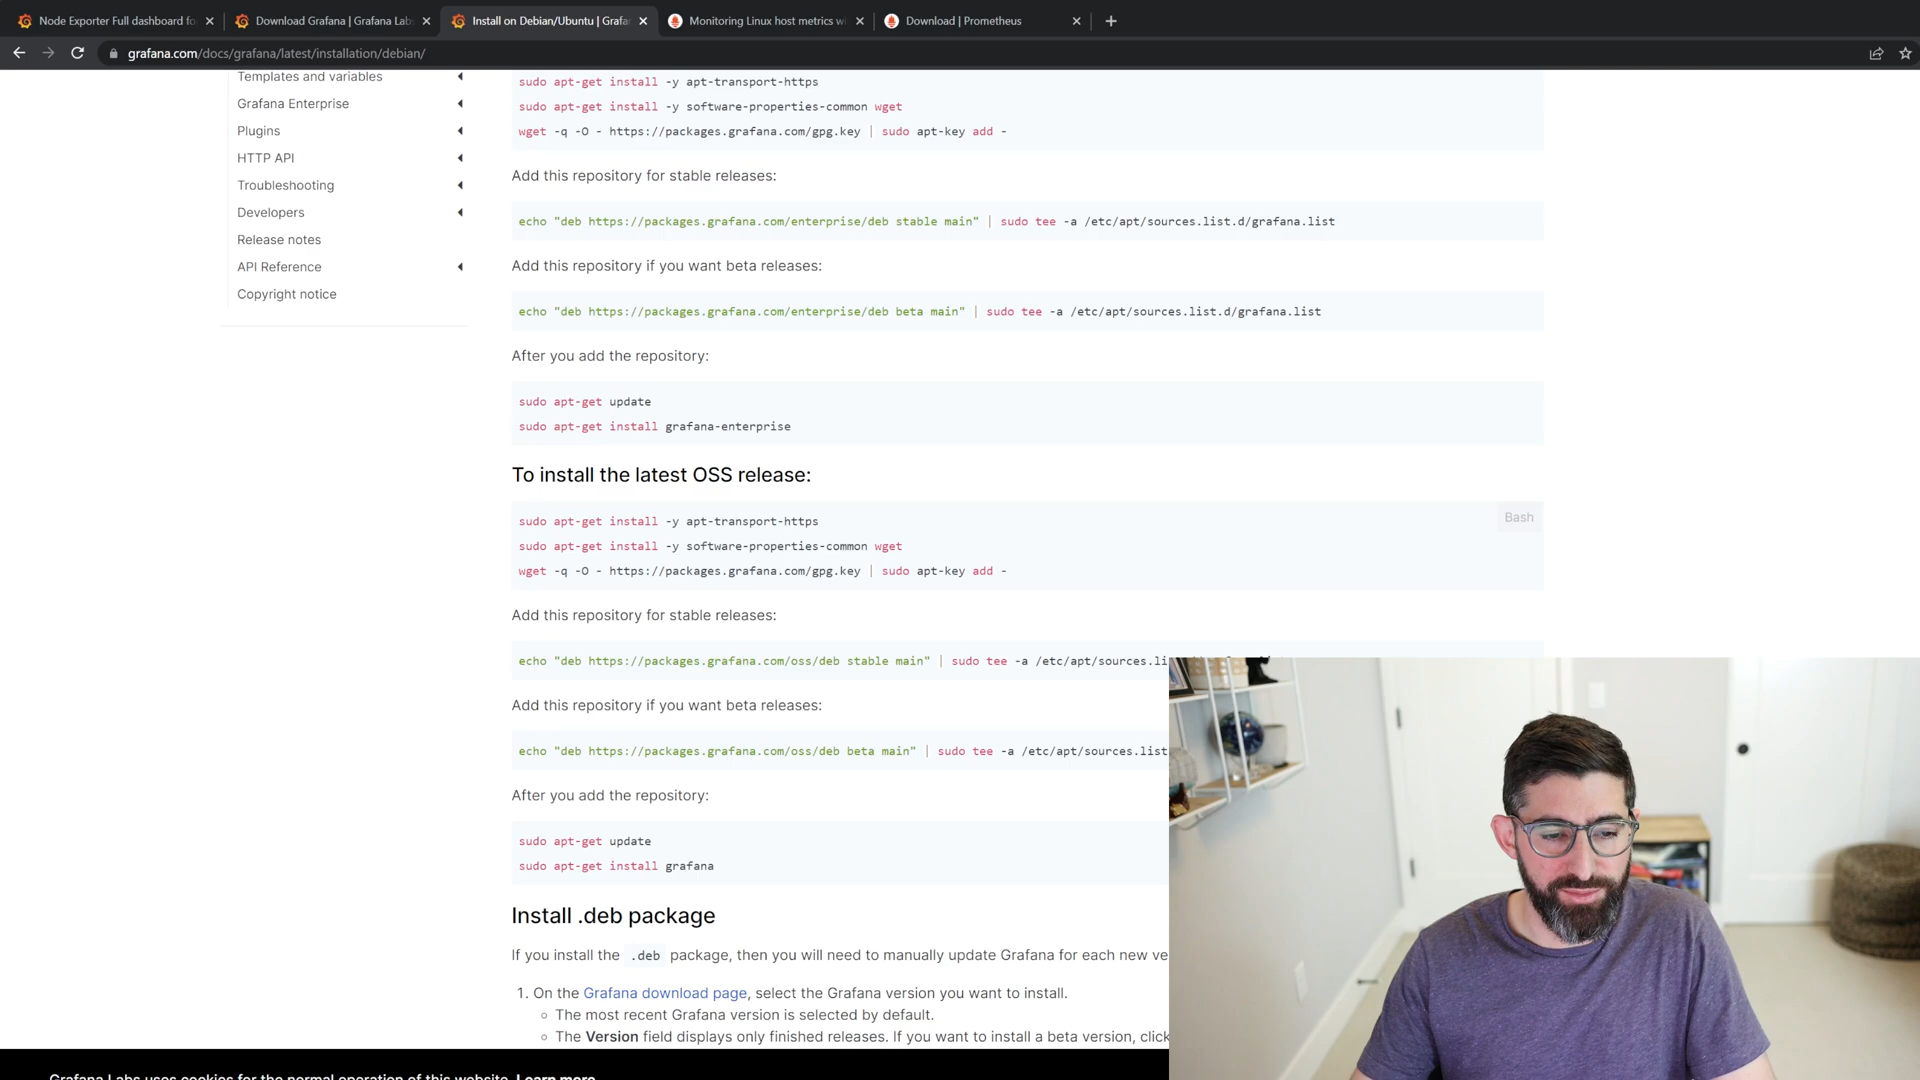 Node Exporter Full dashboard fo
Download Grafana | Grafana Labs
Install on Debian/Ubuntu | Grafa
Monitoring Linux host metrics wi
Download | Prometheus
grafana.com/docs/grafana/latest/installation/debian/
Templates and variables
Grafana Enterprise
Plugins
HTTP API
Troubleshooting
Developers
Release notes
API Reference
Copyright notice
sudo apt-get install -y apt-transport-https
sudo apt-get install -y software-properties-common wget
wget -q -O - https://packages.grafana.com/gpg.key | sudo apt-key add -
Add this repository for stable releases:
echo "deb https://packages.grafana.com/enterprise/deb stable main" | sudo tee -a /etc/apt/sources.list.d/grafana.list
Add this repository if you want beta releases:
echo "deb https://packages.grafana.com/enterprise/deb beta main" | sudo tee -a /etc/apt/sources.list.d/grafana.list
After you add the repository:
sudo apt-get update
sudo apt-get install grafana-enterprise
To install the latest OSS release:
Bash
sudo apt-get install -y apt-transport-https
sudo apt-get install -y software-properties-common wget
wget -q -O - https://packages.grafana.com/gpg.key | sudo apt-key add -
Add this repository for stable releases:
echo "deb https://packages.grafana.com/oss/deb stable main" | sudo tee -a /etc/apt/sources.li
Add this repository if you want beta releases:
echo "deb https://packages.grafana.com/oss/deb beta main" | sudo tee -a /etc/apt/sources.list
After you add the repository:
sudo apt-get update
sudo apt-get install grafana
Install .deb package
If you install the .deb package, then you will need to manually update Grafana for each new ve
1. On the Grafana download page, select the Grafana version you want to install.
The most recent Grafana version is selected by default.
The Version field displays only finished releases. If you want to install a beta version, click
Grafana Labs uses cookies for the normal operation of this website. Learn more.